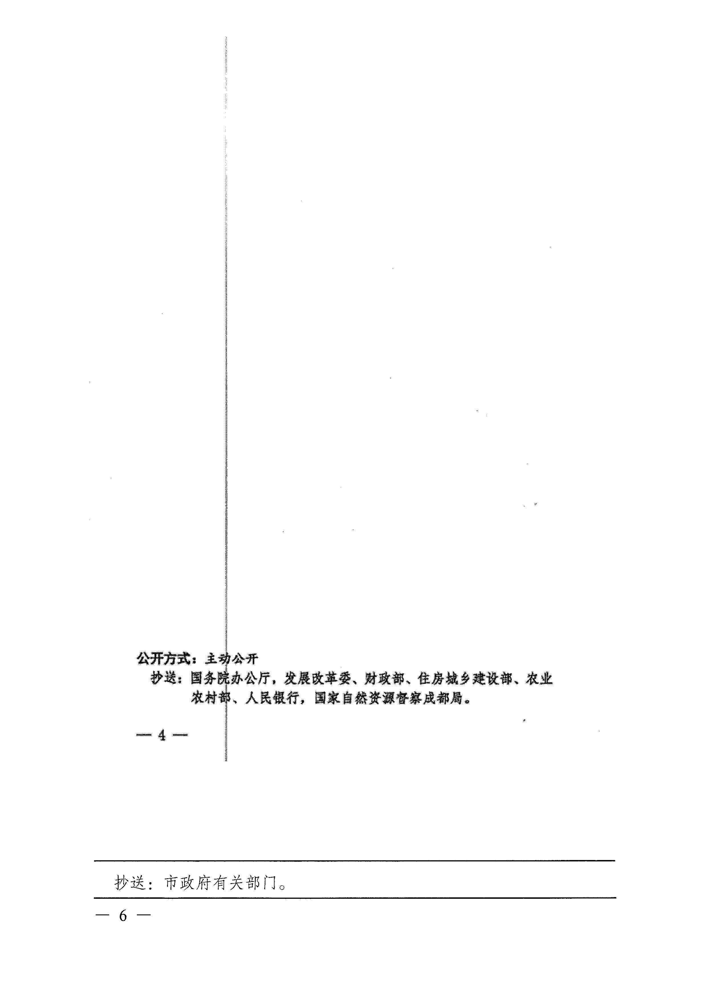 公开方式：主动公开
抄送：国务院办公厅，发展改革委、财政部、住房城乡建设部、农业
农村部、人民银行，国家自然资源督察成都局。
— 4 —
抄送：市政府有关部门。
— 6 —